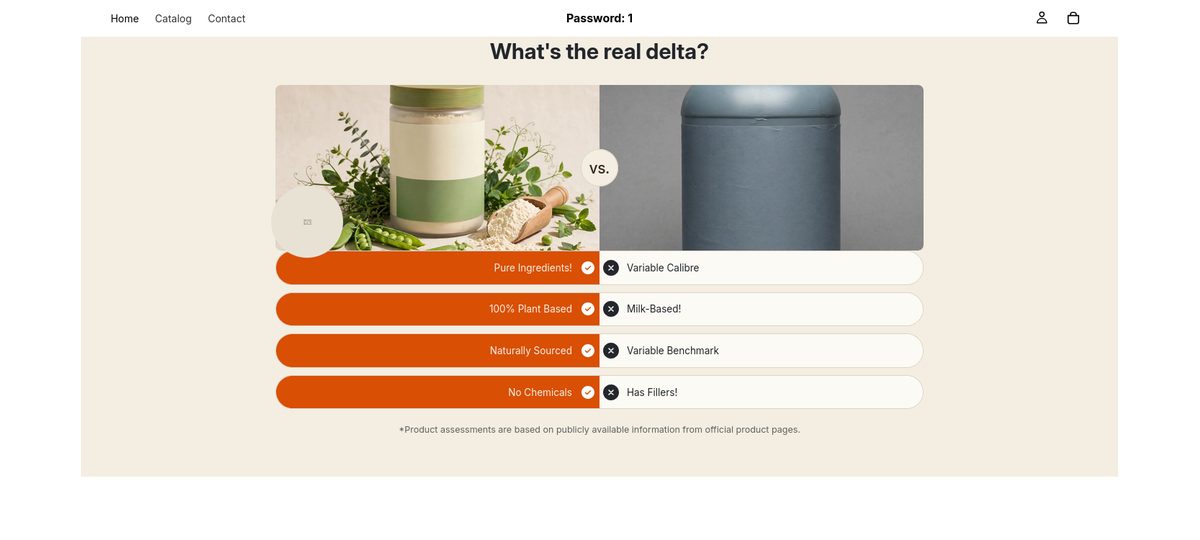 Home Catalog Contact Password: 1
What's the real delta?
VS.
Pure Ingredients! Variable Calibre
100% Plant Based Milk-Based!
Naturally Sourced Variable Benchmark
No Chemicals Has Fillers!
*Product assessments are based on publicly available information from official product pages.